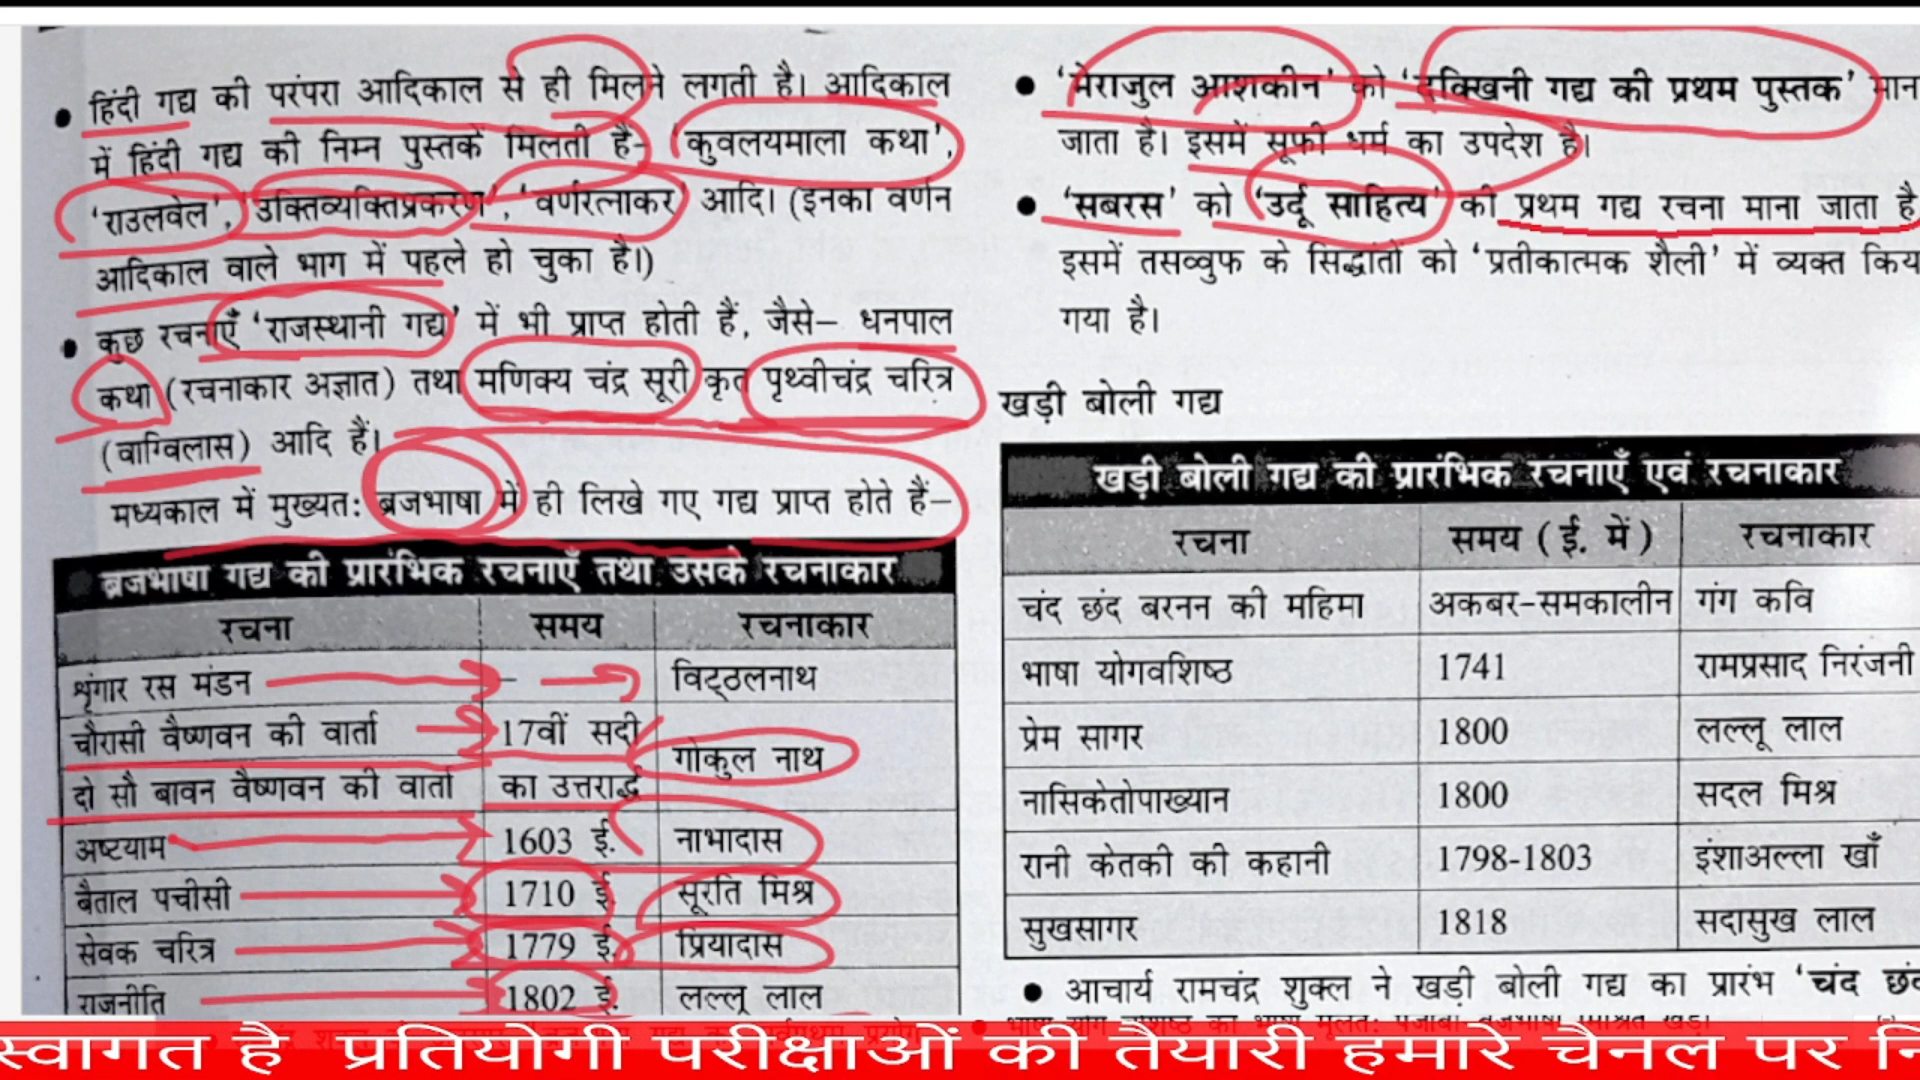 हिंदी गद्य की परंपरा आदिकाल से ही मिलने लगती है। आदिकाल
में हिंदी गद्य की निम्न पुस्तकें मिलती हैं- 'कुवलयमाला कथा',
'राउलवेल', 'उक्तिव्यक्तिप्रकरण', 'वर्णरत्नाकर' आदि। (इनका वर्णन
आदिकाल वाले भाग में पहले हो चुका है।)
कुछ रचनाएँ 'राजस्थानी गद्य' में भी प्राप्त होती हैं, जैसे– धनपाल
कथा (रचनाकार अज्ञात) तथा मणिक्य चंद्र सूरी कृत पृथ्वीचंद्र चरित्र
(वाग्विलास) आदि हैं।
मध्यकाल में मुख्यत: ब्रजभाषा में ही लिखे गए गद्य प्राप्त होते हैं–
ब्रजभाषा गद्य की प्रारंभिक रचनाएँ तथा उसके रचनाकार
रचना समय रचनाकार
शृंगार रस मंडन – विट्ठलनाथ
चौरासी वैष्णवन की वार्ता 17वीं सदी
गोकुल नाथ
दो सौ बावन वैष्णवन की वार्ता का उत्तरार्द्ध
अष्टयाम 1603 ई. नाभादास
बैताल पचीसी 1710 ई. सूरति मिश्र
सेवक चरित्र 1779 ई. प्रियादास
राजनीति 1802 ई. लल्लू लाल
'मेराजुल आशकीन' को 'दक्खिनी गद्य की प्रथम पुस्तक' मान
जाता है। इसमें सूफी धर्म का उपदेश है।
'सबरस' को 'उर्दू साहित्य' की प्रथम गद्य रचना माना जाता है
इसमें तसव्वुफ के सिद्धांतों को 'प्रतीकात्मक शैली' में व्यक्त किय
गया है।
खड़ी बोली गद्य
खड़ी बोली गद्य की प्रारंभिक रचनाएँ एवं रचनाकार
रचना समय (ई. में) रचनाकार
चंद छंद बरनन की महिमा अकबर-समकालीन गंग कवि
भाषा योगवशिष्ठ 1741 रामप्रसाद निरंजनी
प्रेम सागर 1800 लल्लू लाल
नासिकेतोपाख्यान 1800 सदल मिश्र
रानी केतकी की कहानी 1798-1803 इंशाअल्ला खाँ
सुखसागर 1818 सदासुख लाल
आचार्य रामचंद्र शुक्ल ने खड़ी बोली गद्य का प्रारंभ 'चंद छंद
स्वागत है प्रतियोगी परीक्षाओं की तैयारी हमारे चैनल पर नि